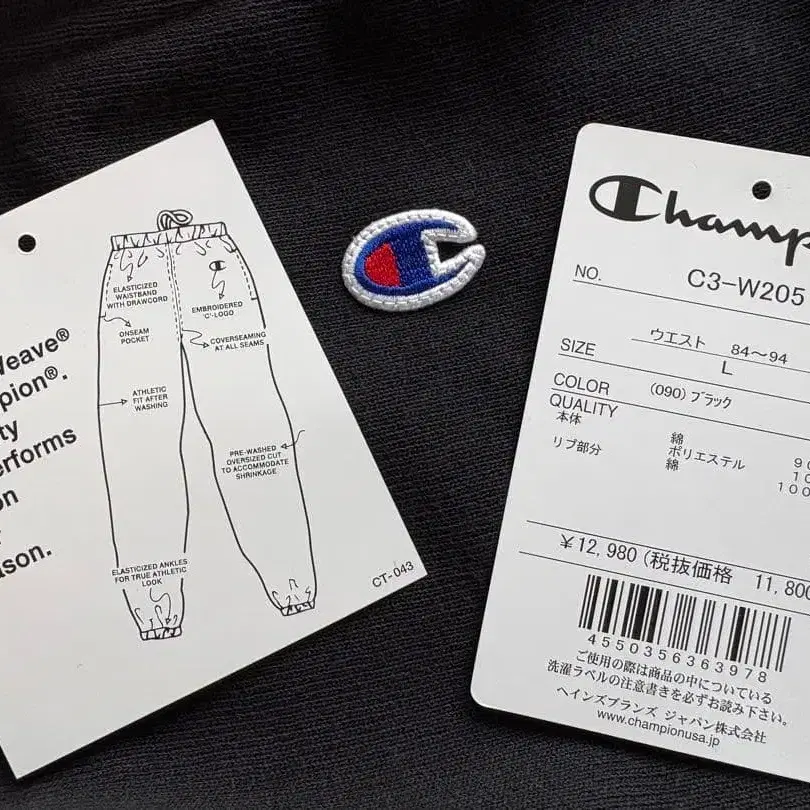 Weave®
pion®.
ty
erforms
on
ason.
ELASTICIZED
WAISTBAND
WITH DRAWCORD
EMBROIDERED
'C'-LOGO
ONSEAM
POCKET
COVERSEAMING
AT ALL SEAMS
ATHLETIC
FIT AFTER
WASHING
PRE-WASHED
OVERSIZED CUT
TO ACCOMMODATE
SHRINKAGE
ELASTICIZED ANKLES
FOR TRUE ATHLETIC
LOOK
CT-043
Champ
NO. C3-W205
SIZE ウエスト 84〜94
L
COLOR (090) ブラック
QUALITY
本体 綿 90
ポリエステル 10
リブ部分 綿 100
¥12,980 (税抜価格 11,800
4550356363978
ご使用の際は商品の中についている
洗濯ラベルの注意書きを必ずお読み下さい。
ヘインズブランズ ジャパン株式会社
www.championusa.jp